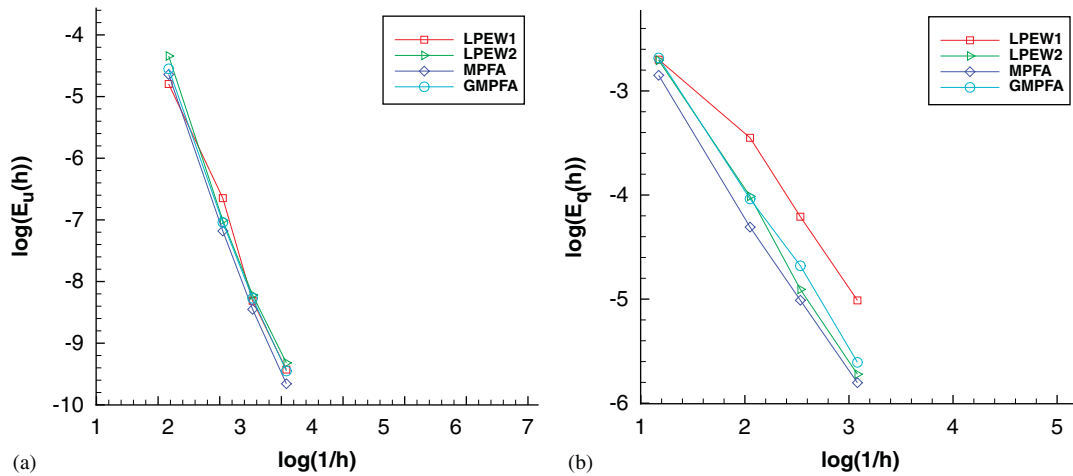 -4
-5
-6
-7
-8
-9
-10
log(E_u(h))
1 2 3 4 5 6 7
log(1/h)
(a)
LPEW1
LPEW2
MPFA
GMPFA
-3
-4
-5
-6
log(E_q(h))
1 2 3 4 5
log(1/h)
(b)
LPEW1
LPEW2
MPFA
GMPFA